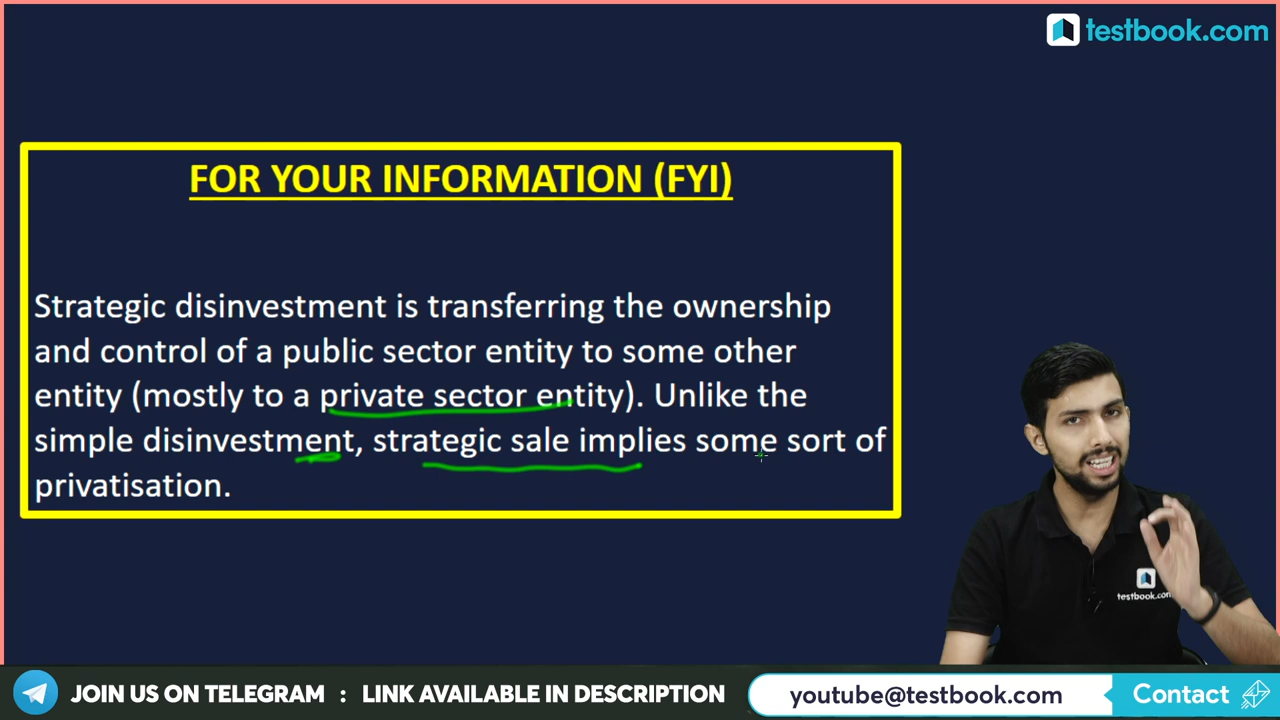 testbook.com
FOR YOUR INFORMATION (FYI)
Strategic disinvestment is transferring the ownership
and control of a public sector entity to some other
entity (mostly to a private sector entity). Unlike the
simple disinvestment, strategic sale implies some sort of
privatisation.
testbook.com
JOIN US ON TELEGRAM : LINK AVAILABLE IN DESCRIPTION
youtube@testbook.com
Contact